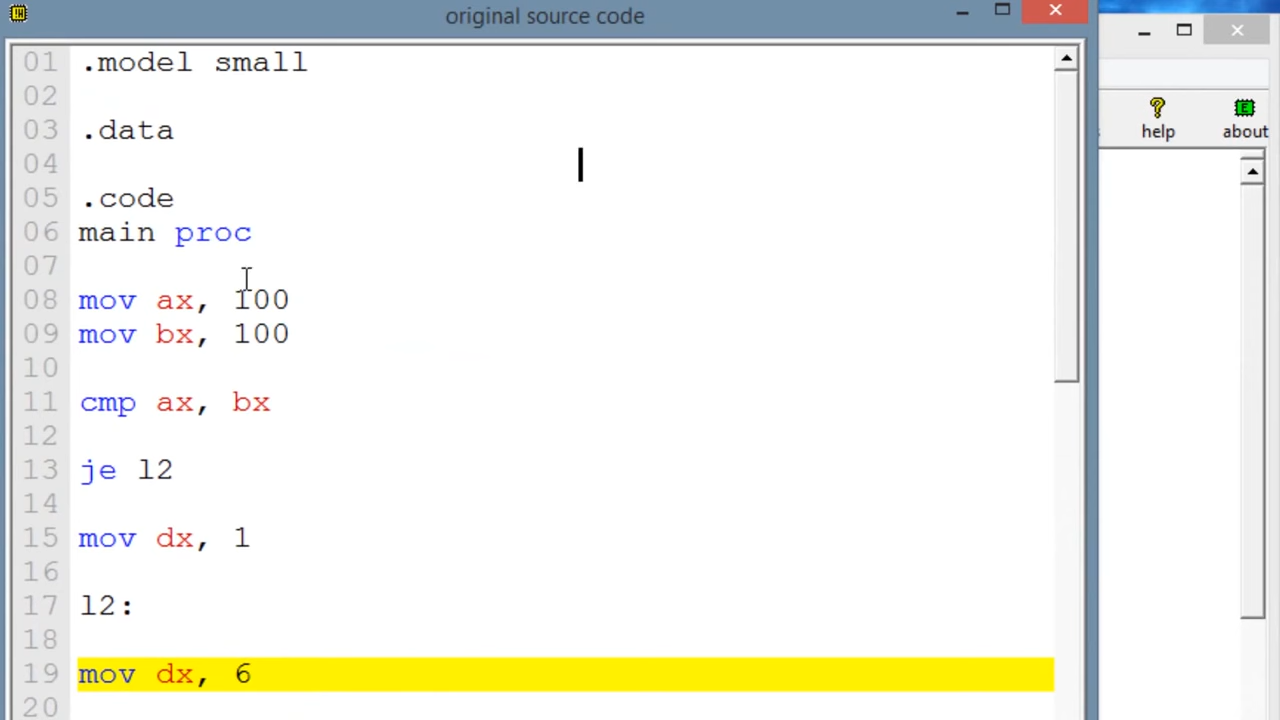 original source code
help
about
01 .model small
02
03 .data
04
05 .code
06 main proc
07
08 mov ax, 100
09 mov bx, 100
10
11 cmp ax, bx
12
13 je l2
14
15 mov dx, 1
16
17 l2:
18
19 mov dx, 6
20